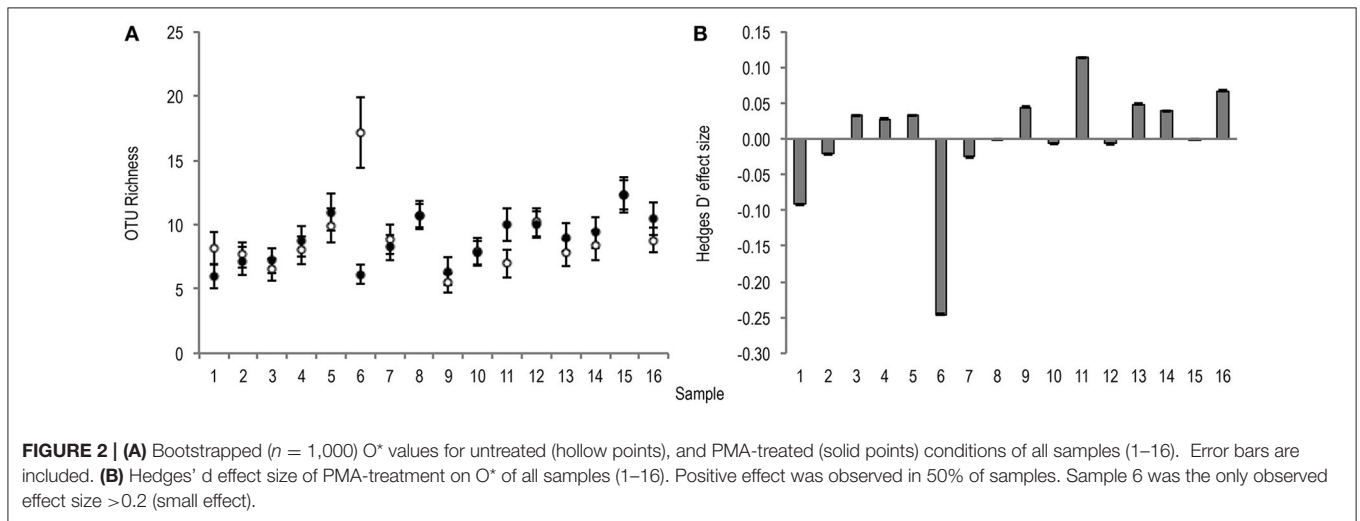 A
B
25
20
15
10
5
0
OTU Richness
1 2 3 4 5 6 7 8 9 10 11 12 13 14 15 16
Sample
0.15
0.10
0.05
0.00
-0.05
-0.10
-0.15
-0.20
-0.25
-0.30
Hedges D' effect size
1 2 3 4 5 6 7 8 9 10 11 12 13 14 15 16
FIGURE 2 | (A) Bootstrapped (n = 1,000) O* values for untreated (hollow points), and PMA-treated (solid points) conditions of all samples (1–16). Error bars are
included. (B) Hedges' d effect size of PMA-treatment on O* of all samples (1–16). Positive effect was observed in 50% of samples. Sample 6 was the only observed
effect size >0.2 (small effect).